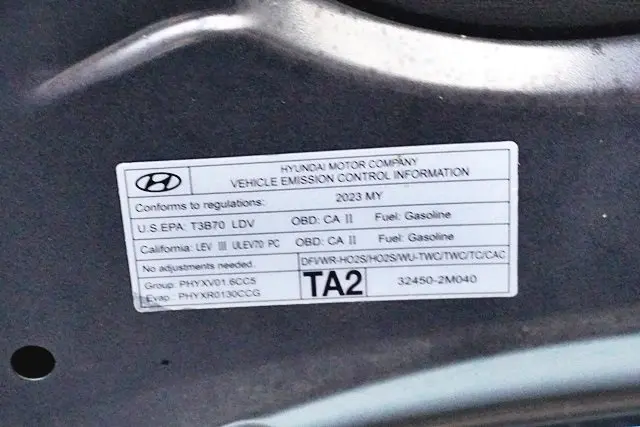 HYUNDAI MOTOR COMPANY
VEHICLE EMISSION CONTROL INFORMATION
Conforms to regulations: 2023 MY
U.S.EPA: T3B70 LDV OBD: CA II Fuel: Gasoline
California: LEV III ULEV70 PC OBD: CA II Fuel: Gasoline
No adjustments needed. DFVWR-HO2S/HO2S/WU-TWC/TWC/TC/CAC
Group: PHYXV01.6CC5 TA2 32450-2M040
Evap: PHYXR0130CCG